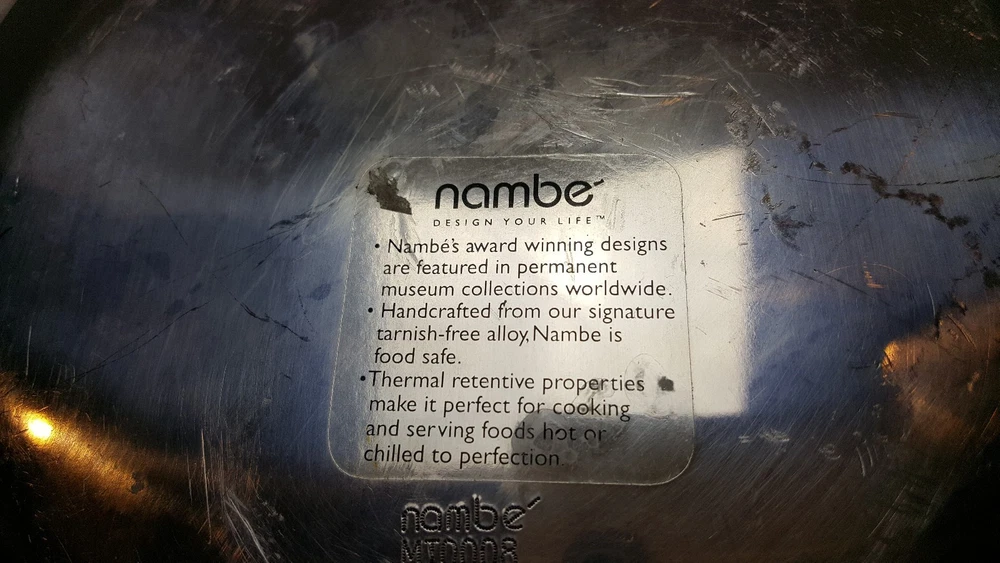 nambé
DESIGN YOUR LIFE™
• Nambé's award winning designs
are featured in permanent
museum collections worldwide.
• Handcrafted from our signature
tarnish-free alloy, Nambe is
food safe.
• Thermal retentive properties
make it perfect for cooking
and serving foods hot or
chilled to perfection.
nambé